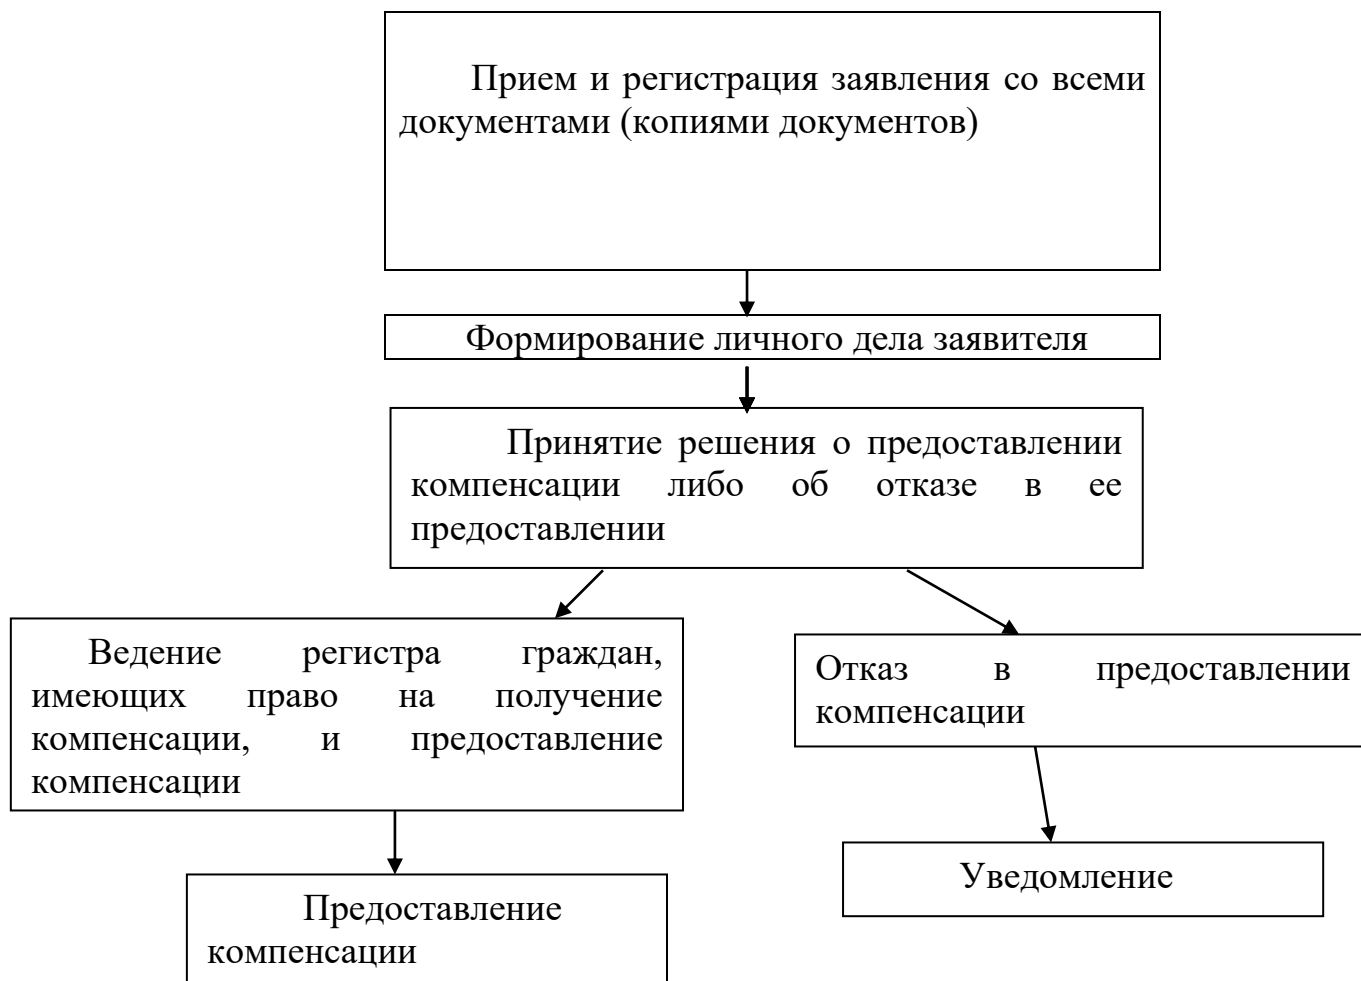 Прием и регистрация заявления со всеми
документами (копиями документов)
Формирование личного дела заявителя
Принятие решения о предоставлении
компенсации либо об отказе в ее
предоставлении
Ведение регистра граждан,
имеющих право на получение
компенсации, и предоставление
компенсации
Отказ в предоставлении
компенсации
Уведомление
Предоставление
компенсации